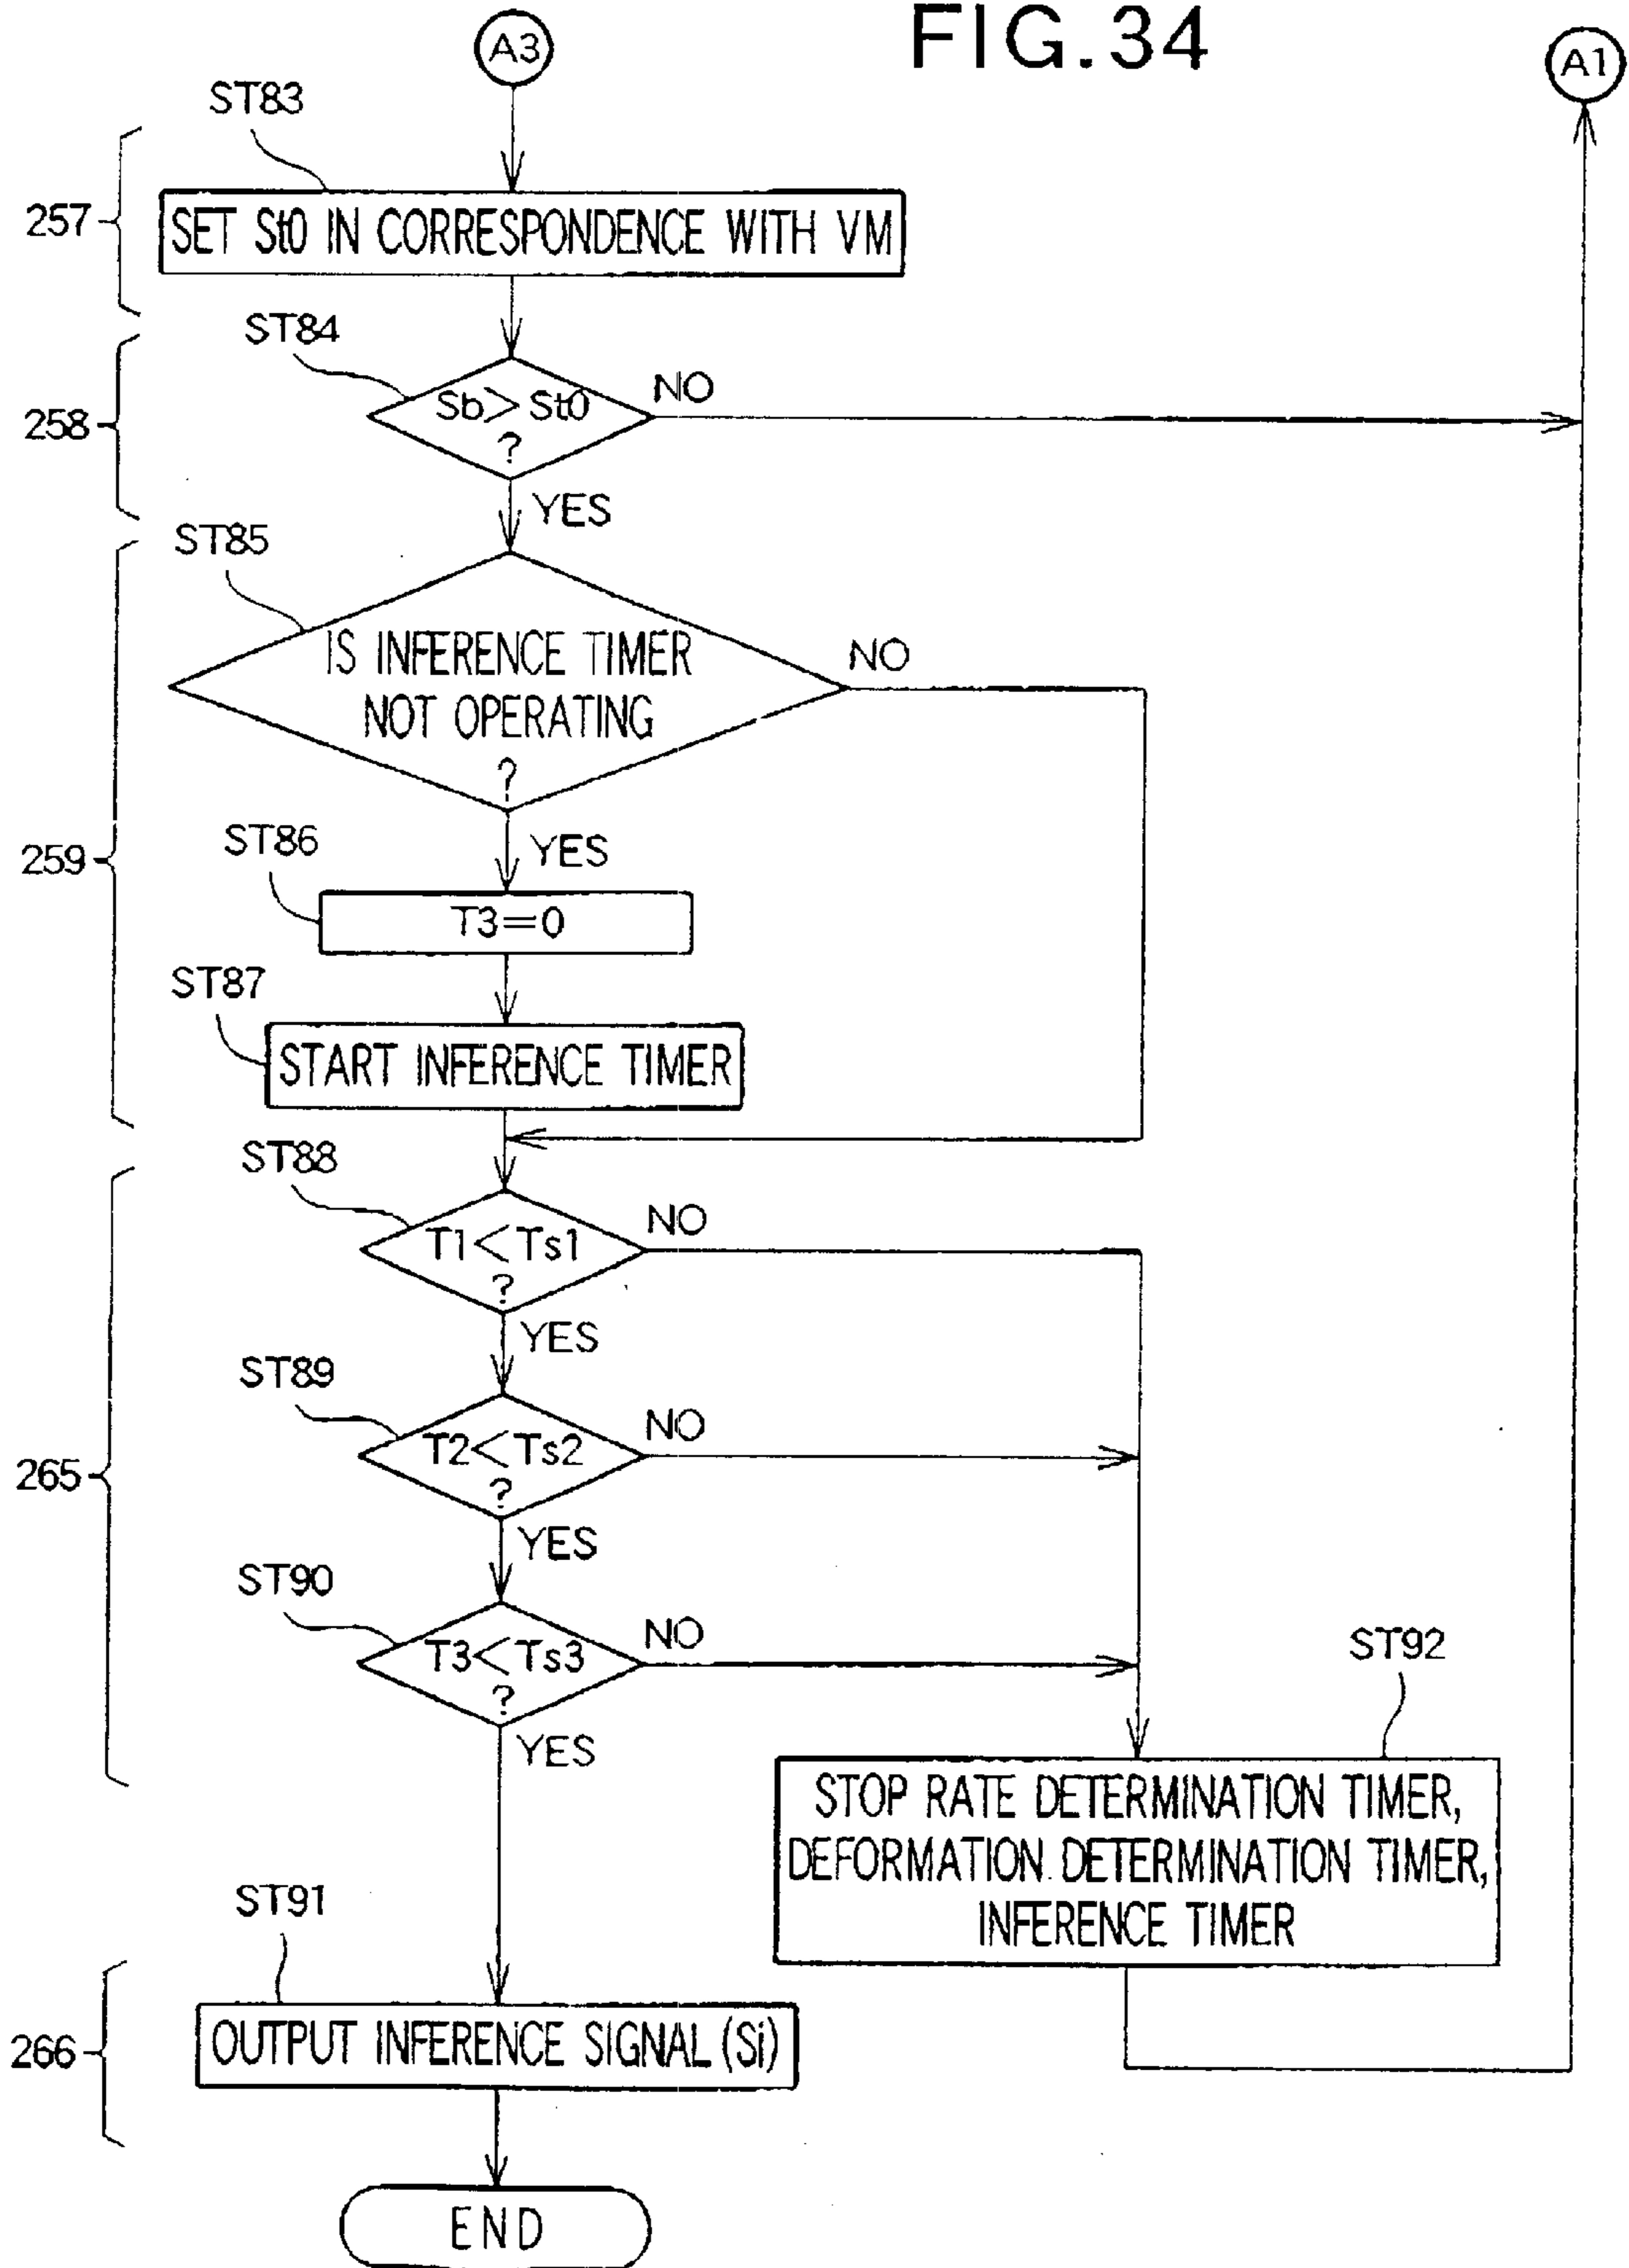 FIG.34
A3
A1
ST83
257
SET St0 IN CORRESPONDENCE WITH VM
ST84
258
Sb>St0
?
NO
YES
ST85
259
IS INFERENCE TIMER
NOT OPERATING
?
NO
YES
ST86
T3=0
ST87
START INFERENCE TIMER
ST88
265
T1<Ts1
?
NO
YES
ST89
T2<Ts2
?
NO
YES
ST90
T3<Ts3
?
NO
YES
ST92
STOP RATE DETERMINATION TIMER,
DEFORMATION DETERMINATION TIMER,
INFERENCE TIMER
ST91
266
OUTPUT INFERENCE SIGNAL (Si)
END